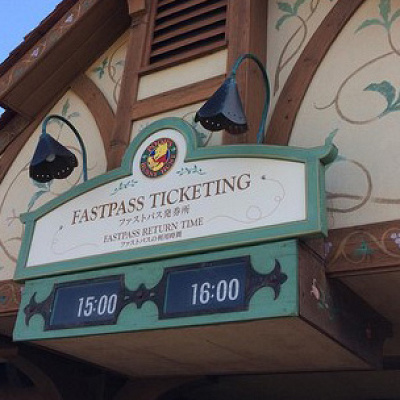 FASTPASS TICKETING
ファストパス発券所
FASTPASS RETURN TIME
ファストパスの利用時間
15:00
16:00